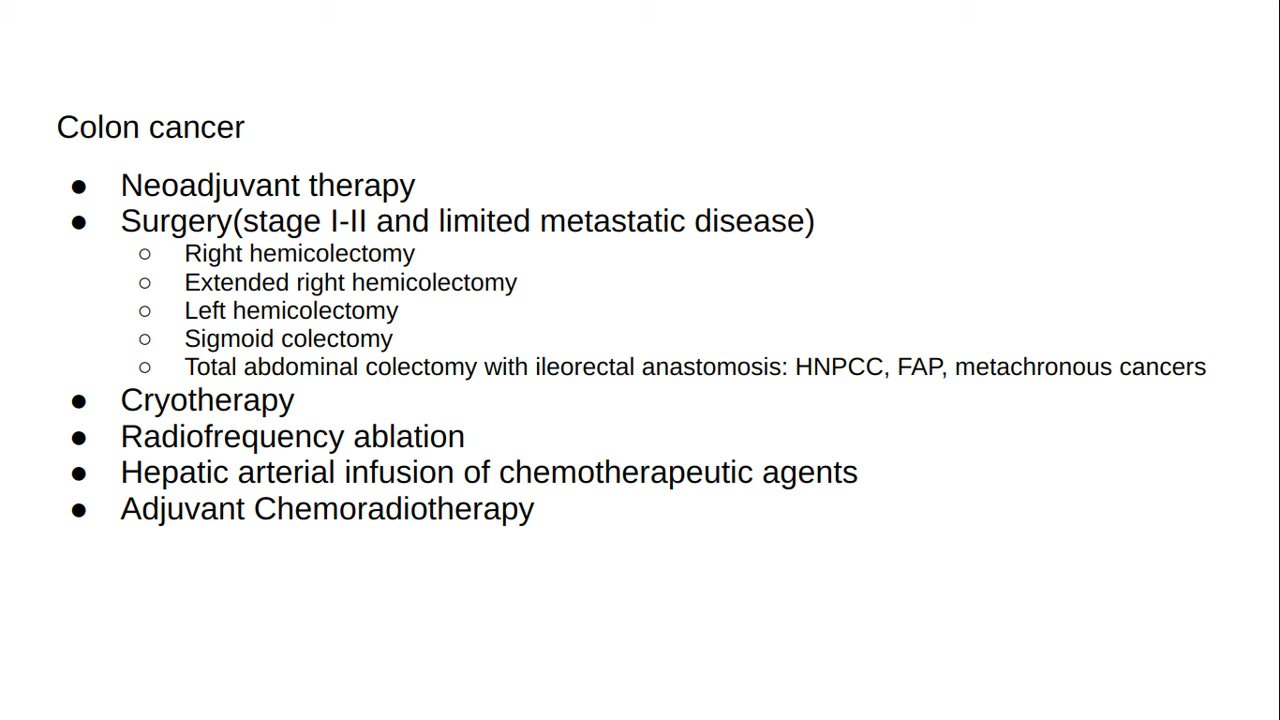 Colon cancer
● Neoadjuvant therapy
● Surgery(stage I-II and limited metastatic disease)
○ Right hemicolectomy
○ Extended right hemicolectomy
○ Left hemicolectomy
○ Sigmoid colectomy
○ Total abdominal colectomy with ileorectal anastomosis: HNPCC, FAP, metachronous cancers
● Cryotherapy
● Radiofrequency ablation
● Hepatic arterial infusion of chemotherapeutic agents
● Adjuvant Chemoradiotherapy